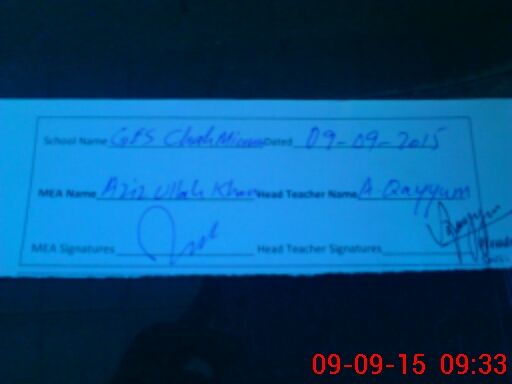 School Name GPS Chah Miana Dated 09-09-2015
MEA Name Aziz Ullah Khan Head Teacher Name A. Qayyum
MEA Signatures Head Teacher Signatures Qayyum
09-09-15 09:33